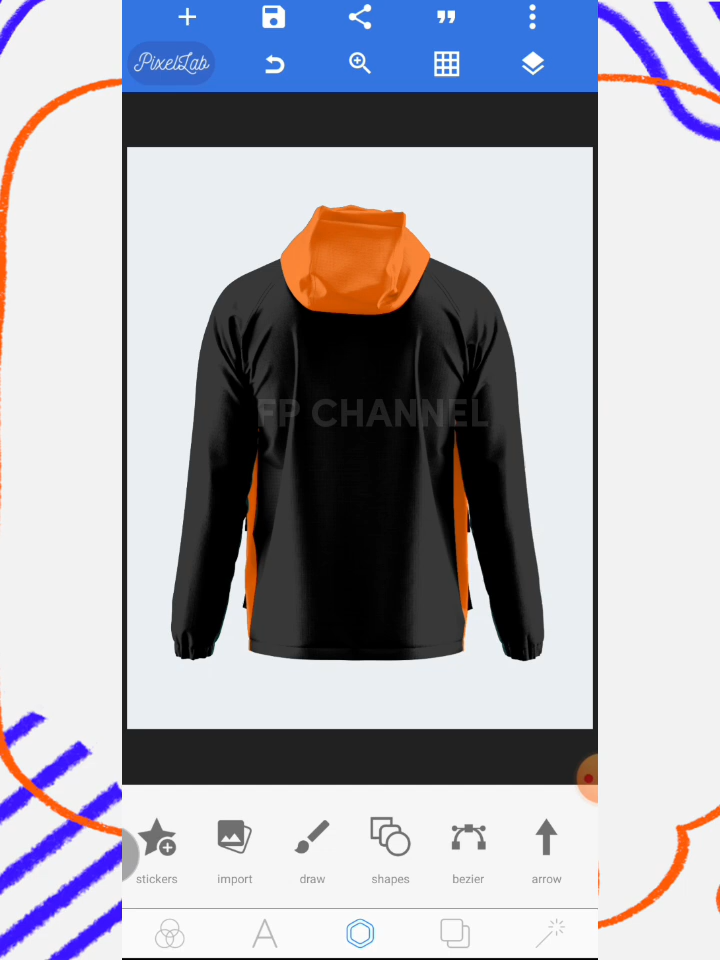 PixelLab
FP CHANNEL
stickers
import
draw
shapes
bezier
arrow